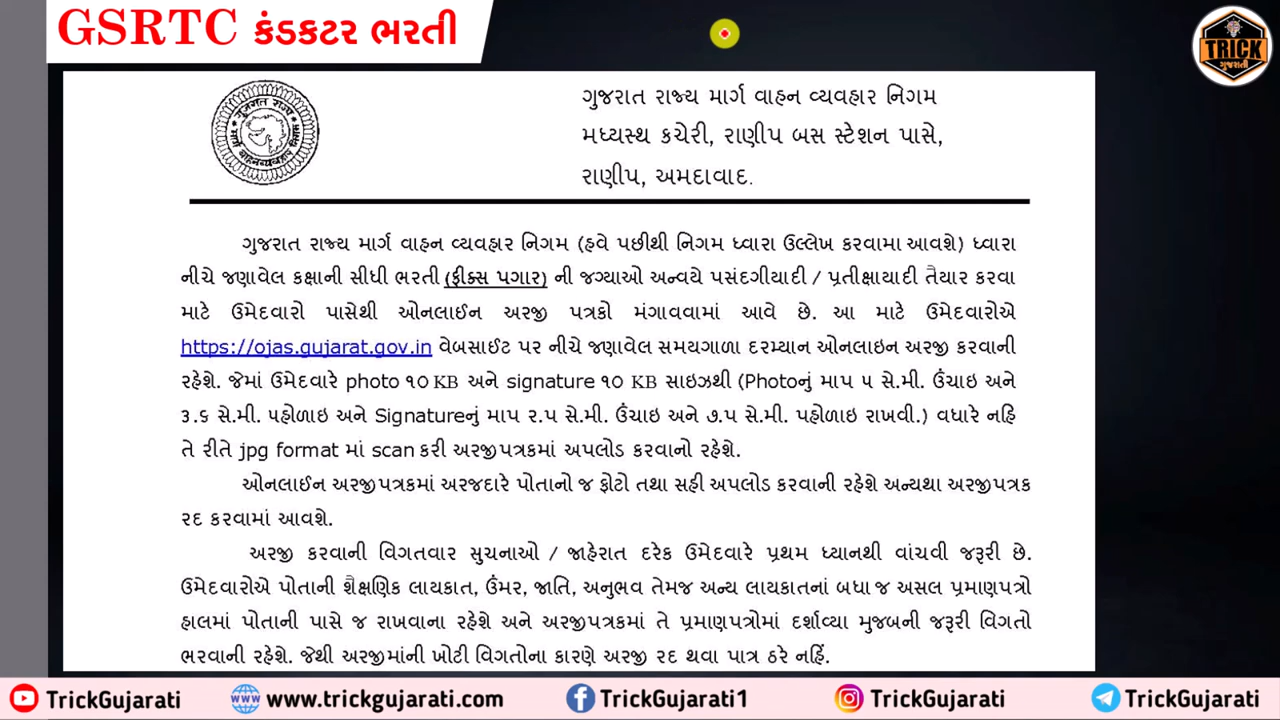 GSRTC કંડકટર ભરતી
TRICK
ગુજરાતી
ગુજરાત રાજ્ય માર્ગ વાહન વ્યવહાર નિગમ
મધ્યસ્થ કચેરી, રાણીપ બસ સ્ટેશન પાસે,
રાણીપ, અમદાવાદ.
ગુજરાત રાજ્ય માર્ગ વાહન વ્યવહાર નિગમ (હવે પછીથી નિગમ ધ્વારા ઉલ્લેખ કરવામા આવશે) ધ્વારા
નીચે જણાવેલ કક્ષાની સીધી ભરતી (ફીક્સ પગાર) ની જગ્યાઓ અન્વયે પસંદગીયાદી / પ્રતીક્ષાયાદી તૈયાર કરવા
માટે ઉમેદવારો પાસેથી ઓનલાઈન અરજી પત્રકો મંગાવવામાં આવે છે. આ માટે ઉમેદવારોએ
https://ojas.gujarat.gov.in વેબસાઈટ પર નીચે જણાવેલ સમયગાળા દરમ્યાન ઓનલાઇન અરજી કરવાની
રહેશે. જેમાં ઉમેદવારે photo ૧૦ KB અને signature ૧૦ KB સાઇઝથી (Photoનું માપ ૫ સે.મી. ઉંચાઇ અને
૩.૬ સે.મી. પહોળાઇ અને Signatureનું માપ ૨.૫ સે.મી. ઉંચાઇ અને ૭.૫ સે.મી. પહોળાઇ રાખવી.) વધારે નહિ
તે રીતે jpg format માં scan કરી અરજીપત્રકમાં અપલોડ કરવાનો રહેશે.
ઓનલાઈન અરજીપત્રકમાં અરજદારે પોતાનો જ ફોટો તથા સહી અપલોડ કરવાની રહેશે અન્યથા અરજીપત્રક
રદ કરવામાં આવશે.
અરજી કરવાની વિગતવાર સુચનાઓ / જાહેરાત દરેક ઉમેદવારે પ્રથમ ધ્યાનથી વાંચવી જરૂરી છે.
ઉમેદવારોએ પોતાની શૈક્ષણિક લાયકાત, ઉંમર, જાતિ, અનુભવ તેમજ અન્ય લાયકાતનાં બધા જ અસલ પ્રમાણપત્રો
હાલમાં પોતાની પાસે જ રાખવાના રહેશે અને અરજીપત્રકમાં તે પ્રમાણપત્રોમાં દર્શાવ્યા મુજબની જરૂરી વિગતો
ભરવાની રહેશે. જેથી અરજીમાંની ખોટી વિગતોના કારણે અરજી રદ થવા પાત્ર ઠરે નહિં.
TrickGujarati www.trickgujarati.com TrickGujarati1 TrickGujarati TrickGujarati